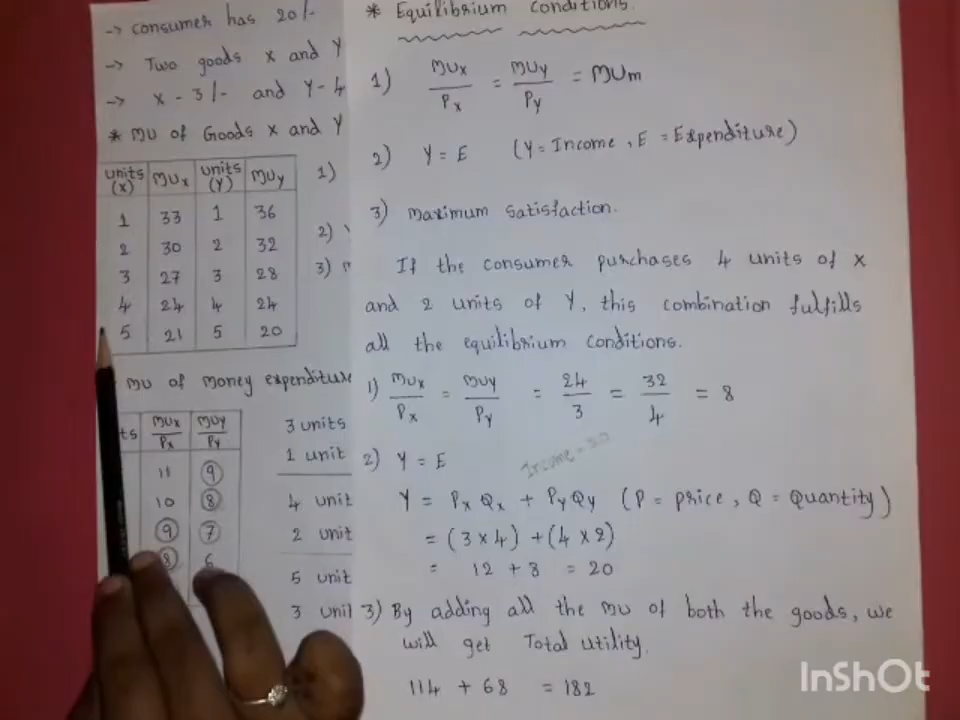 -> consumer has 20/-
-> Two goods x and Y
-> x - 3/- and Y - 4
* MU of Goods x and Y
units (x) MUx units (Y) MUy
1 33 1 36
2 30 2 32
3 27 3 28
4 24 4 24
5 21 5 20
1)
2)
3) m
MU of money expenditure
ts MUx/Px MUy/Py
11 9
10 8
9 7
8 6
3 units
1 unit
4 unit
2 unit
5 unit
3 unit
* Equilibrium Conditions.
1) MUx/Px = MUy/Py = MUm
2) Y = E (Y = Income, E = Expenditure)
3) Maximum Satisfaction.
If the consumer purchases 4 units of x
and 2 units of Y, this combination fulfills
all the equilibrium conditions.
1) MUx/Px = MUy/Py = 24/3 = 32/4 = 8
2) Y = E
Income =
Y = Px Qx + Py Qy (P = price, Q = Quantity)
= (3 x 4) + (4 x 2)
= 12 + 8 = 20
3) By adding all the MU of both the goods, we
will get Total utility.
114 + 68 = 182
InShOt